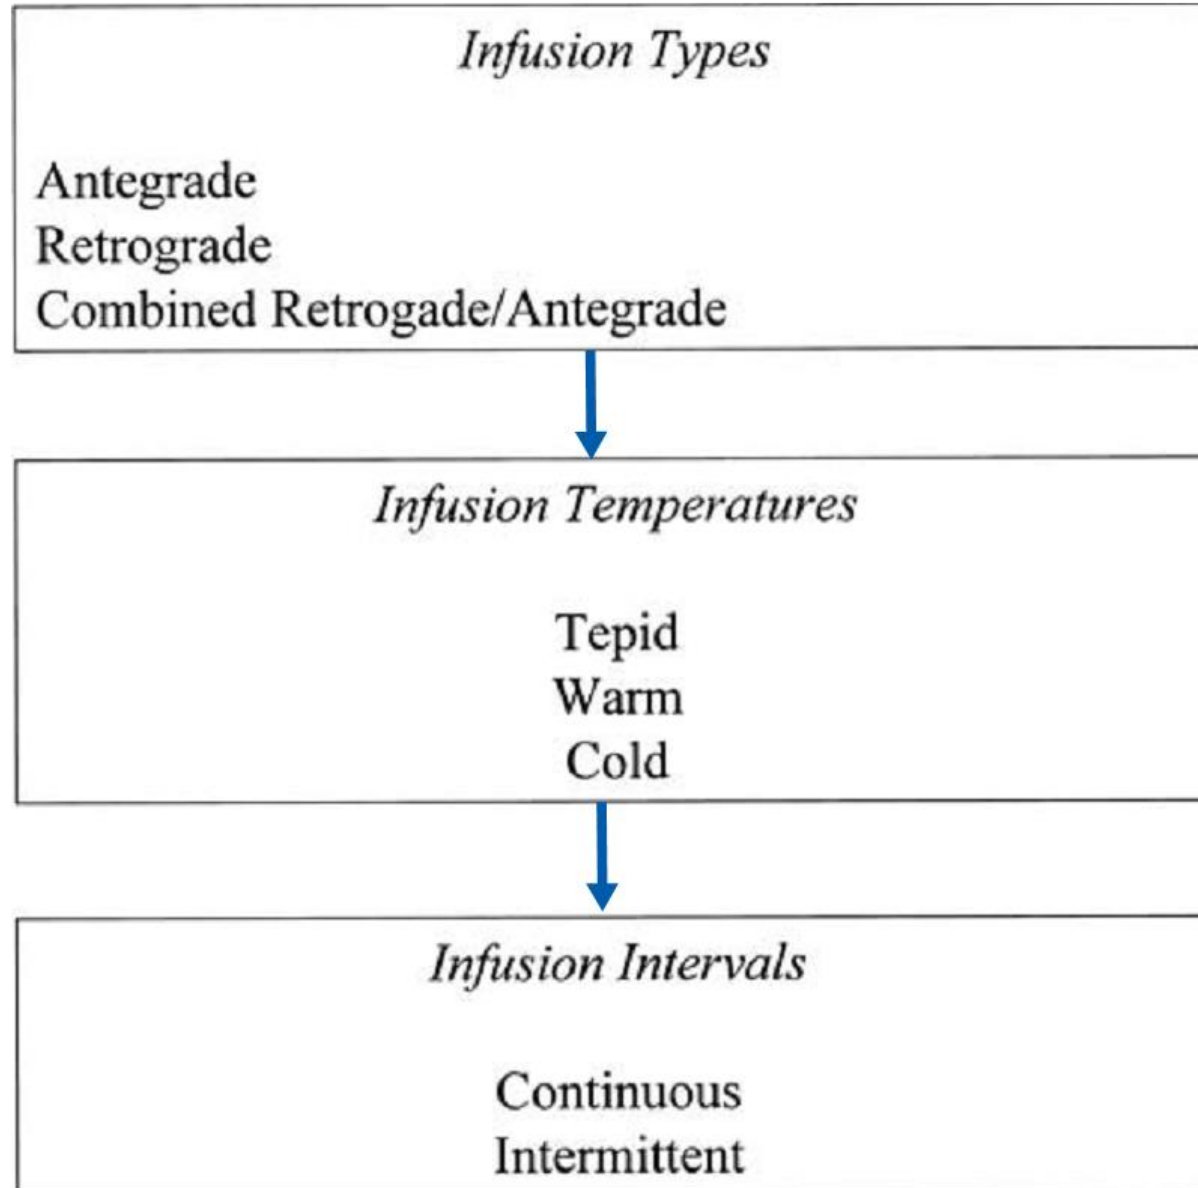 Infusion Types
Antegrade
Retrograde
Combined Retrogade/Antegrade
Infusion Temperatures
Tepid
Warm
Cold
Infusion Intervals
Continuous
Intermittent